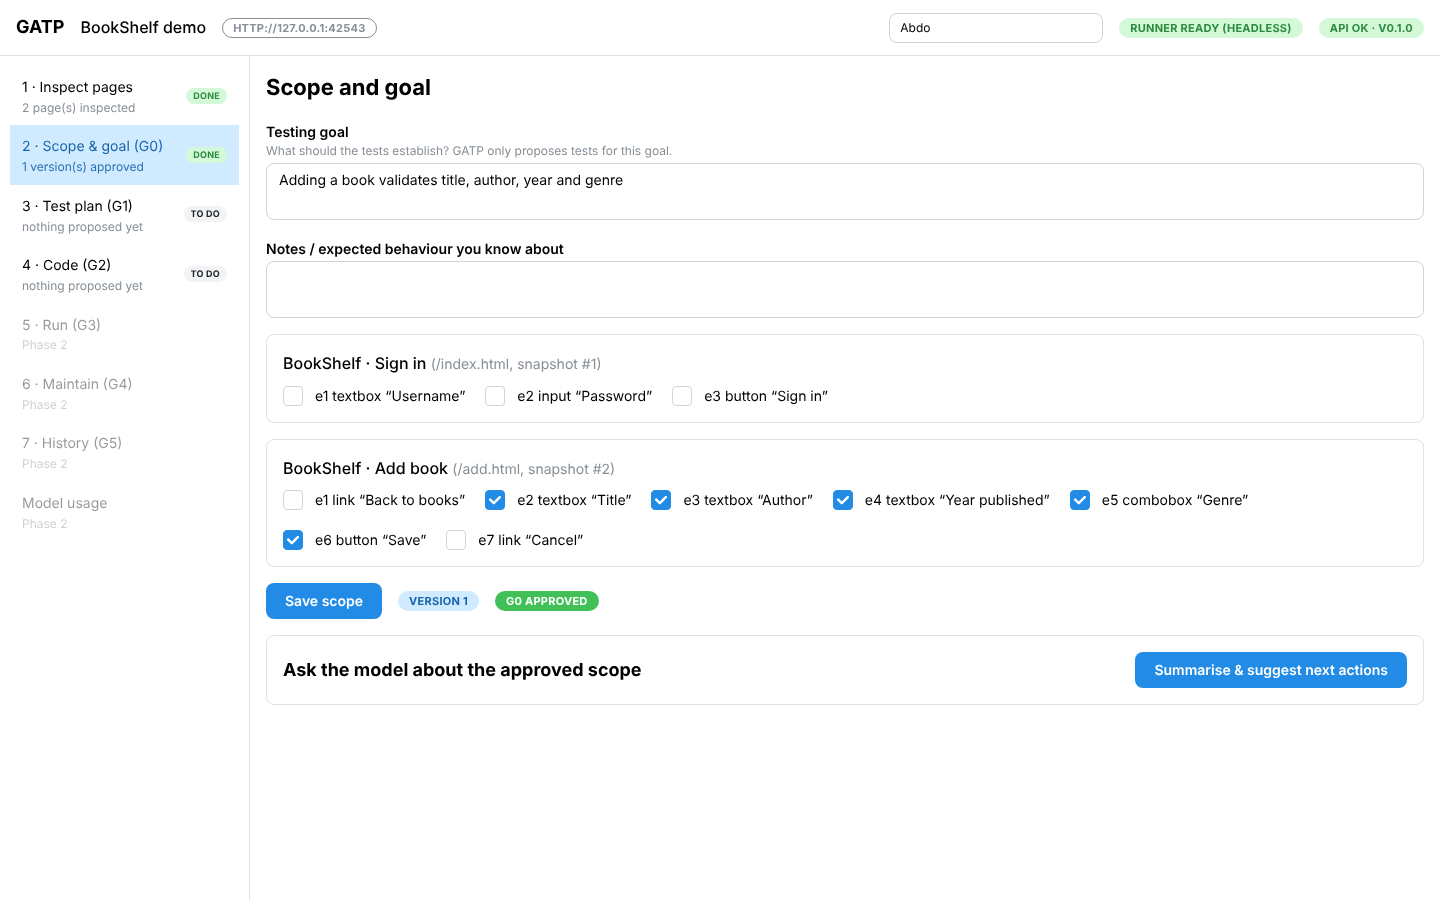 GATP BookShelf demo HTTP://127.0.0.1:42543 Abdo RUNNER READY (HEADLESS) API OK · V0.1.0
1 · Inspect pages
2 page(s) inspected
DONE
2 · Scope & goal (G0)
1 version(s) approved
DONE
3 · Test plan (G1)
nothing proposed yet
TO DO
4 · Code (G2)
nothing proposed yet
TO DO
5 · Run (G3)
Phase 2
6 · Maintain (G4)
Phase 2
7 · History (G5)
Phase 2
Model usage
Phase 2
Scope and goal
Testing goal
What should the tests establish? GATP only proposes tests for this goal.
Adding a book validates title, author, year and genre
Notes / expected behaviour you know about
BookShelf · Sign in (/index.html, snapshot #1)
e1 textbox “Username” e2 input “Password” e3 button “Sign in”
BookShelf · Add book (/add.html, snapshot #2)
e1 link “Back to books” e2 textbox “Title” e3 textbox “Author” e4 textbox “Year published” e5 combobox “Genre”
e6 button “Save” e7 link “Cancel”
Save scope VERSION 1 G0 APPROVED
Ask the model about the approved scope Summarise & suggest next actions